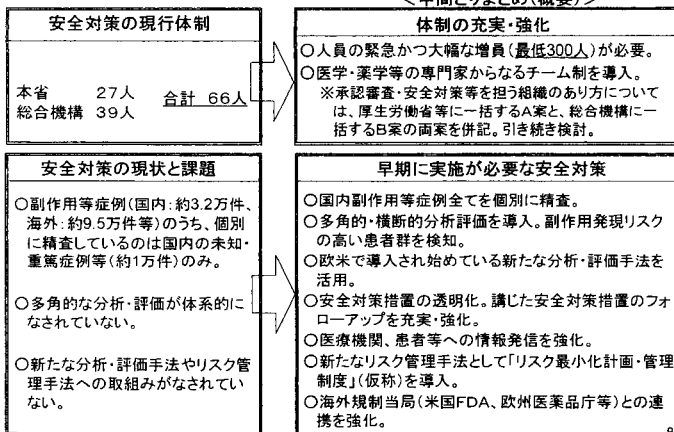 ＜中間とりまとめ(概要)＞
安全対策の現行体制
本省　　27人
総合機構　39人
合計　66人
体制の充実・強化
○人員の緊急かつ大幅な増員(最低300人)が必要。
○医学・薬学等の専門家からなるチーム制を導入。
※承認審査・安全対策等を担う組織のあり方について
は、厚生労働省等に一括するA案と、総合機構に一
括するB案の両案を併記。引き続き検討。
安全対策の現状と課題
○副作用等症例(国内：約3.2万件、
海外：約9.5万件等)のうち、個別
に精査しているのは国内の未知・
重篤症例等(約1万件)のみ。
○多角的な分析・評価が体系的に
なされていない。
○新たな分析・評価手法やリスク管
理手法への取組みがなされてい
ない。
早期に実施が必要な安全対策
○国内副作用等症例全てを個別に精査。
○多角的・横断的分析評価を導入。副作用発現リスク
の高い患者群を検知。
○欧米で導入され始めている新たな分析・評価手法を
活用。
○安全対策措置の透明化。講じた安全対策措置のフォ
ローアップを充実・強化。
○医療機関、患者等への情報発信を強化。
○新たなリスク管理手法として「リスク最小化計画・管理
制度」(仮称)を導入。
○海外規制当局(米国FDA、欧州医薬品庁等)との連
携を強化。